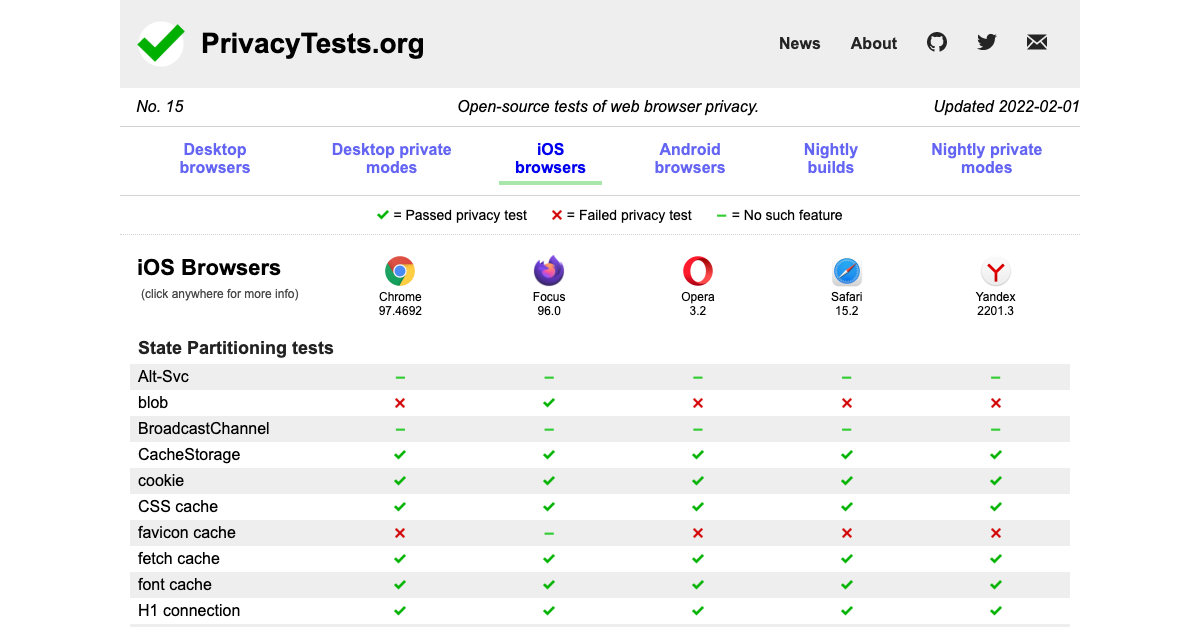 PrivacyTests.org
News About
No. 15 Open-source tests of web browser privacy. Updated 2022-02-01
Desktop browsers Desktop private modes iOS browsers Android browsers Nightly builds Nightly private modes
✓ = Passed privacy test ✕ = Failed privacy test – = No such feature
iOS Browsers
(click anywhere for more info)
Chrome Focus Opera Safari Yandex
97.4692 96.0 3.2 15.2 2201.3
State Partitioning tests
Alt-Svc – – – – –
blob ✕ ✓ ✕ ✕ ✕
BroadcastChannel – – – – –
CacheStorage ✓ ✓ ✓ ✓ ✓
cookie ✓ ✓ ✓ ✓ ✓
CSS cache ✓ ✓ ✓ ✓ ✓
favicon cache ✕ – ✕ ✕ ✕
fetch cache ✓ ✓ ✓ ✓ ✓
font cache ✓ ✓ ✓ ✓ ✓
H1 connection ✓ ✓ ✓ ✓ ✓